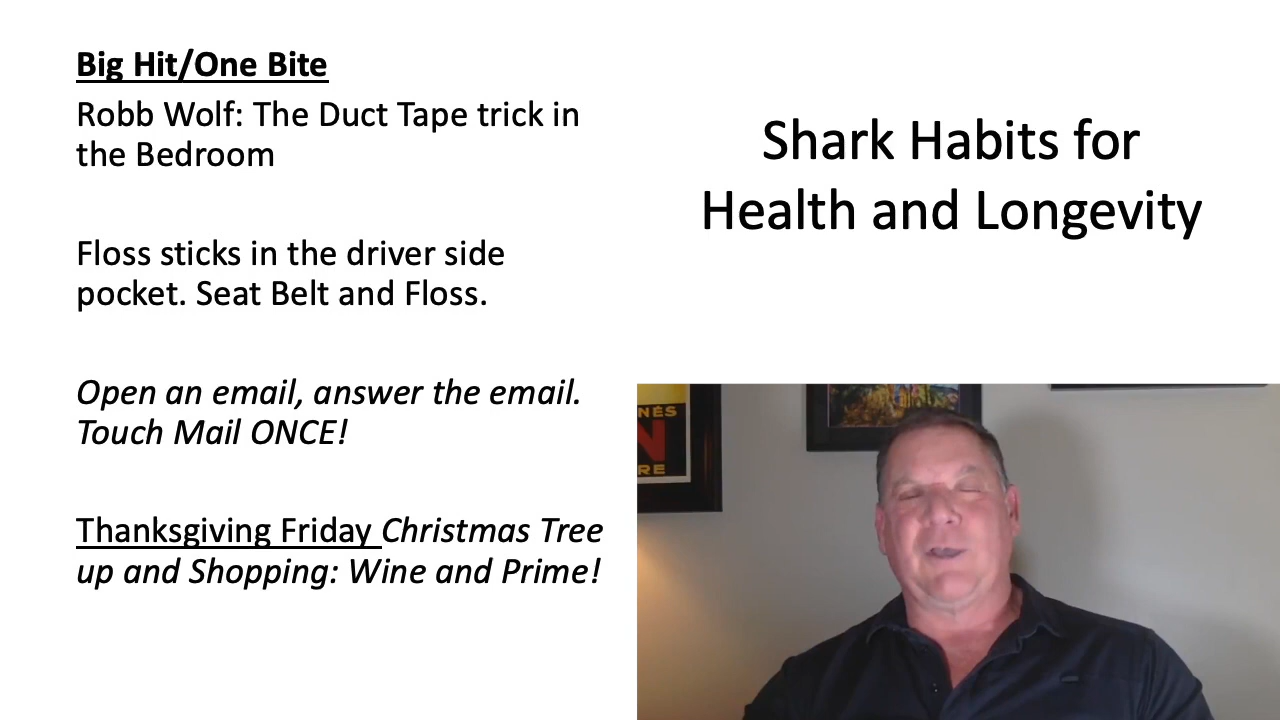 Big Hit/One Bite
Robb Wolf: The Duct Tape trick in
the Bedroom
Floss sticks in the driver side
pocket. Seat Belt and Floss.
Open an email, answer the email.
Touch Mail ONCE!
Thanksgiving Friday Christmas Tree
up and Shopping: Wine and Prime!
Shark Habits for
Health and Longevity
NÉS
N
RE